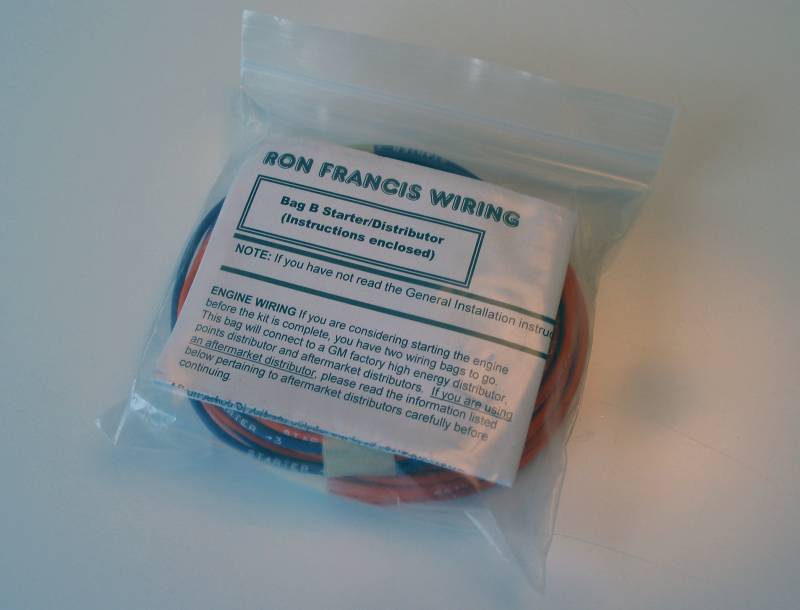 RON FRANCIS WIRING
Bag B Starter/Distributor
(Instructions enclosed)
NOTE: If you have not read the General Installation instruc
ENGINE WIRING If you are considering starting the engine
before the kit is complete, you have two wiring bags to go.
This bag will connect to a GM factory high energy distributor,
points distributor and aftermarket distributors. If you are using
an aftermarket distributor, please read the information listed
below pertaining to aftermarket distributors carefully before
continuing.
STARTER
STARTER